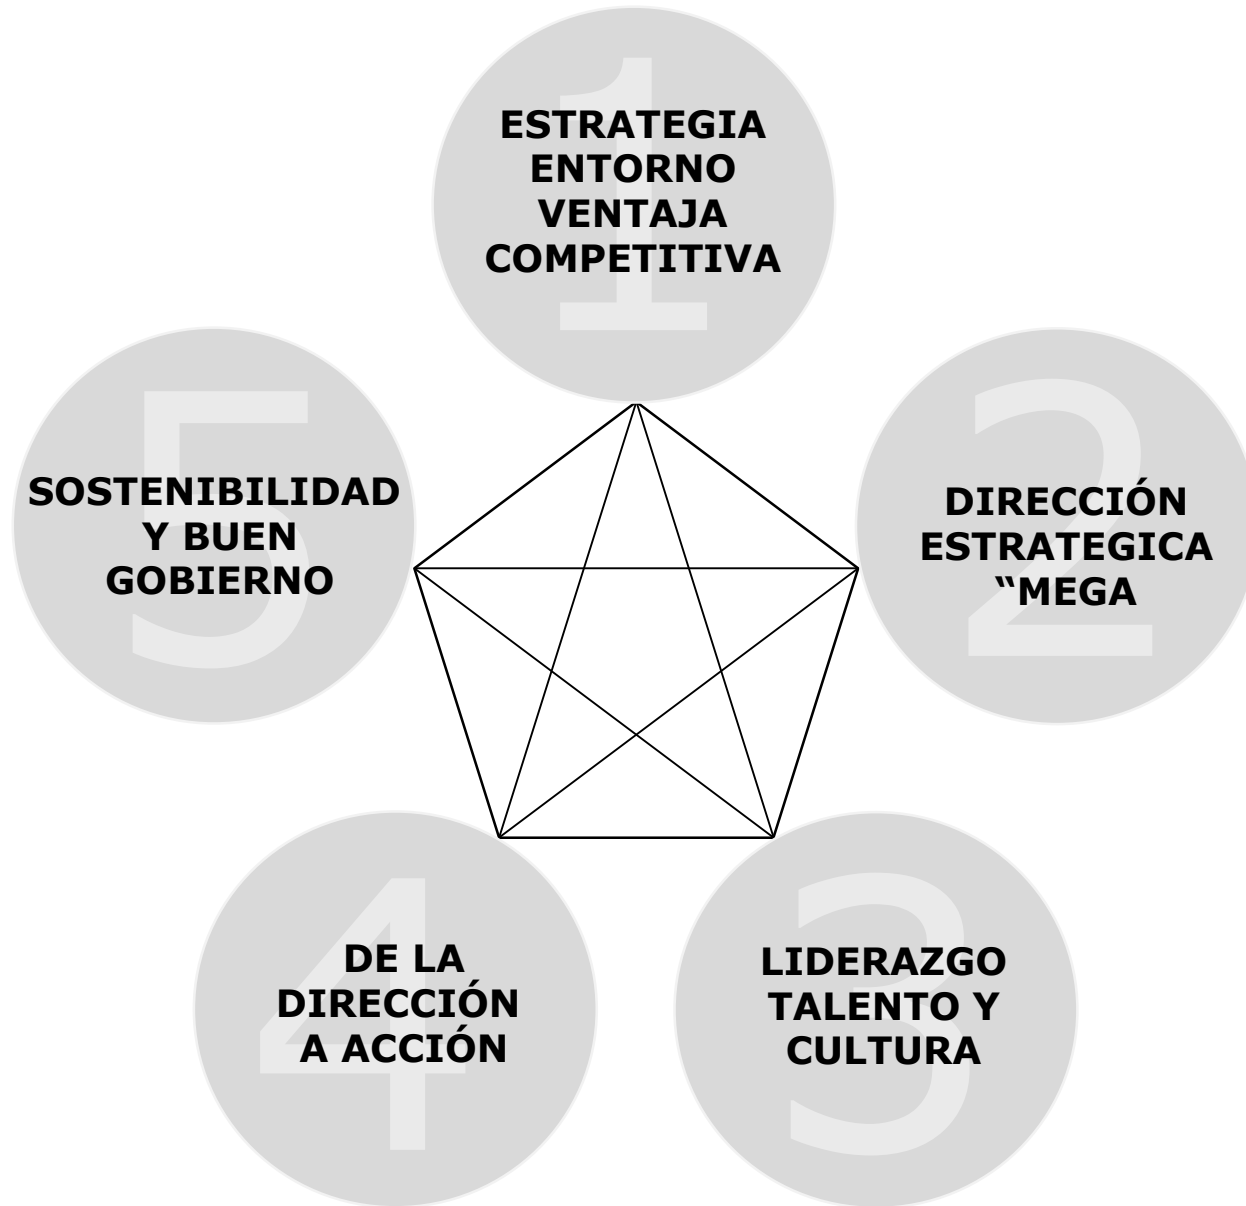 1
ESTRATEGIA
ENTORNO
VENTAJA
COMPETITIVA
2
DIRECCIÓN
ESTRATEGICA
“MEGA
3
LIDERAZGO
TALENTO Y
CULTURA
4
DE LA
DIRECCIÓN
A ACCIÓN
5
SOSTENIBILIDAD
Y BUEN
GOBIERNO